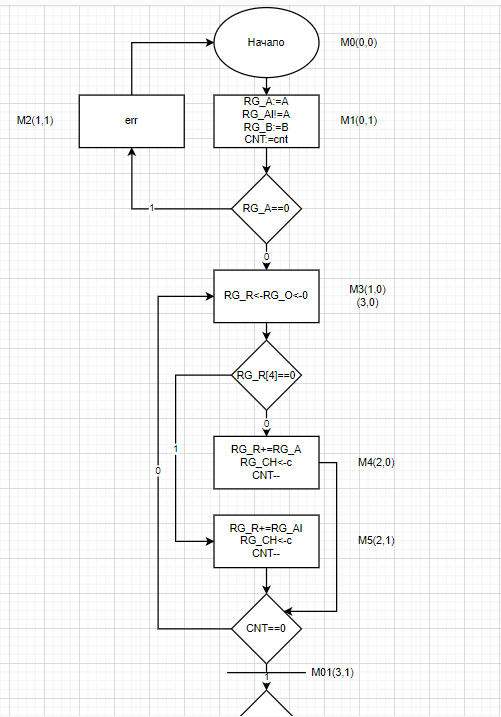 Начало
M0(0,0)
M2(1,1)
err
RG_A:=A
RG_AI!=A
RG_B:=B
CNT:=cnt
M1(0,1)
1
RG_A==0
0
RG_R<-RG_O<-0
M3(1,0)
(3,0)
RG_R[4]==0
0
1
0
RG_R+=RG_A
RG_CH<-c
CNT--
M4(2,0)
RG_R+=RG_AI
RG_CH<-c
CNT--
M5(2,1)
CNT==0
M01(3,1)
1